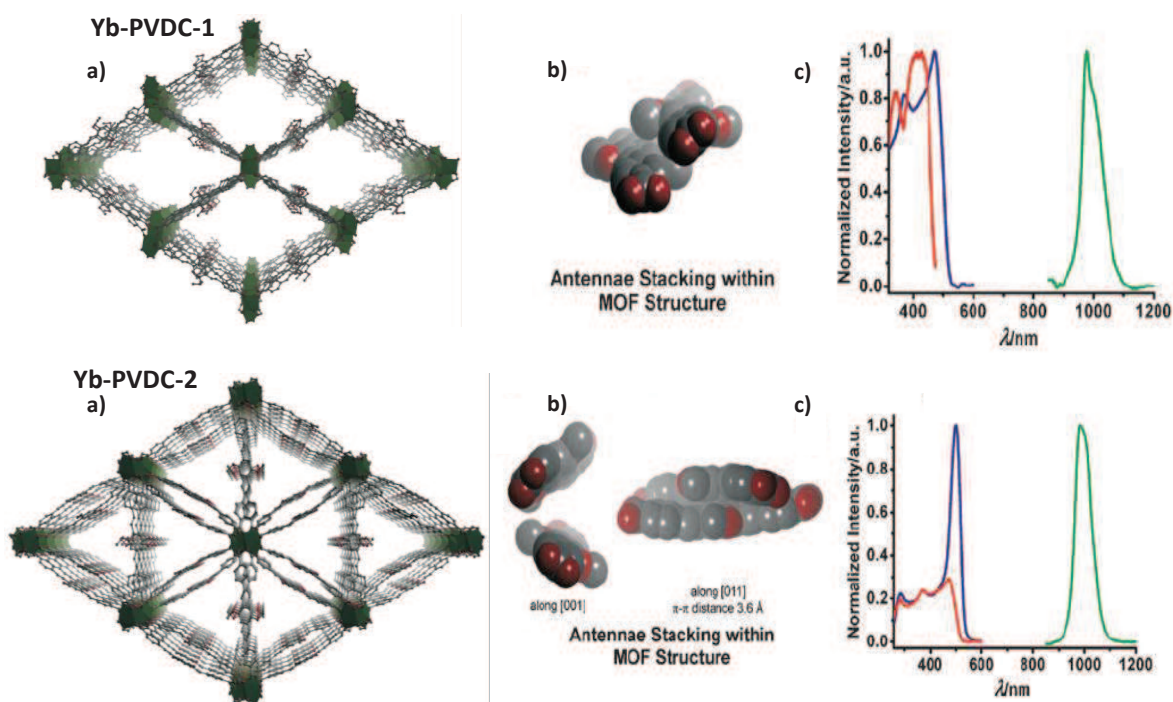 Yb-PVDC-1
a)
b)
c)
Antennae Stacking within
MOF Structure
Normalized Intensity/a.u.
1.0
0.8
0.6
0.4
0.2
0.0
400 600 800 1000 1200
λ/nm
Yb-PVDC-2
a)
b)
c)
along [001]
along [011]
π-π distance 3.6 Å
Antennae Stacking within
MOF Structure
Normalized Intensity/a.u.
1.0
0.8
0.6
0.4
0.2
0.0
400 600 800 1000 1200
λ/nm